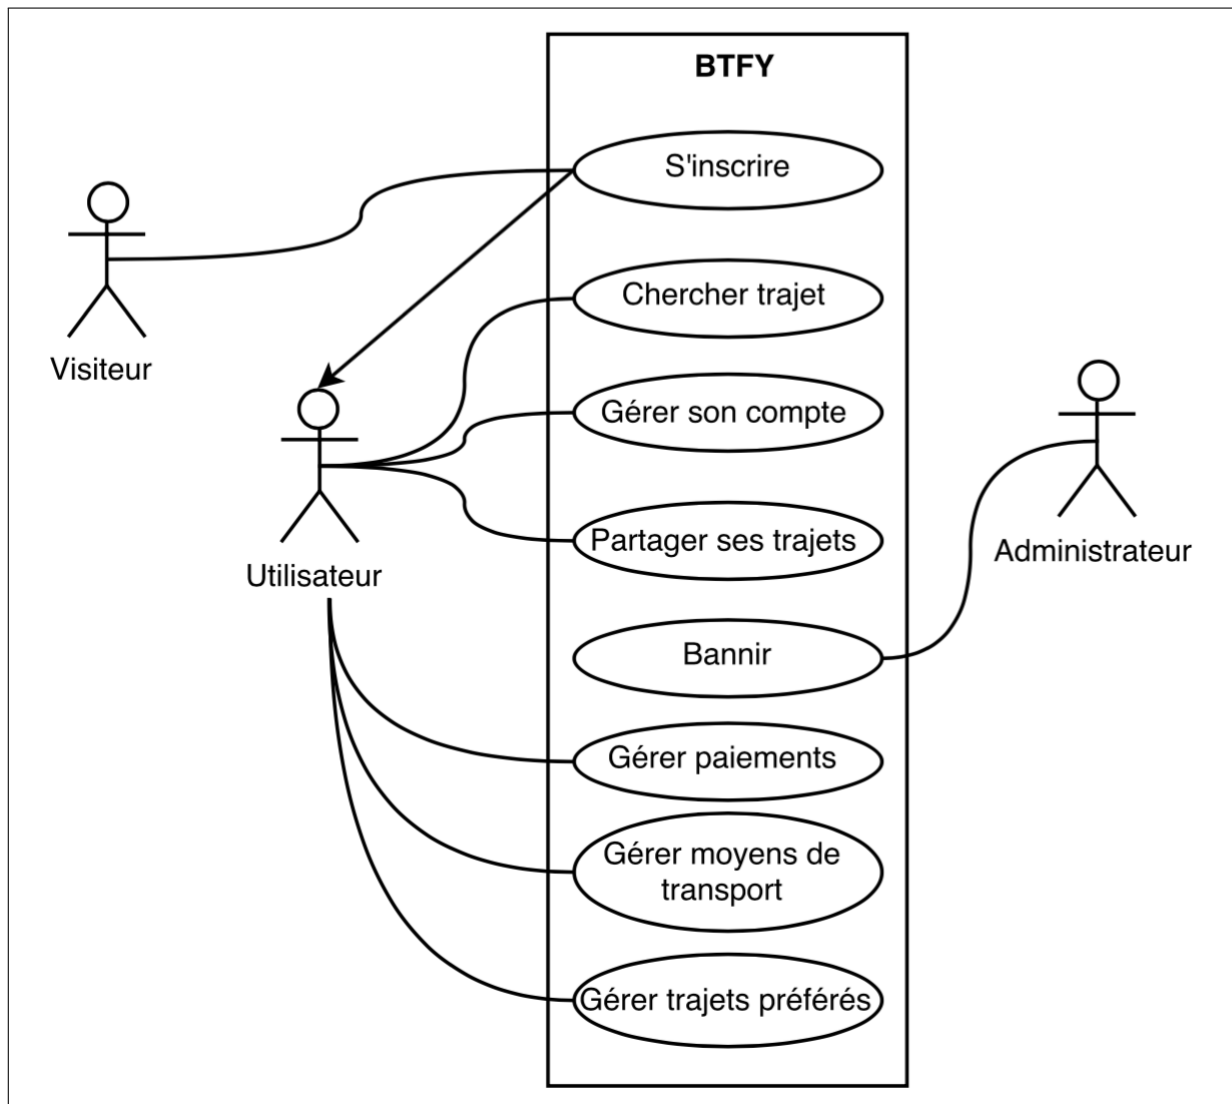 BTFY
S'inscrire
Visiteur
Chercher trajet
Gérer son compte
Utilisateur
Partager ses trajets
Administrateur
Bannir
Gérer paiements
Gérer moyens de
transport
Gérer trajets préférés